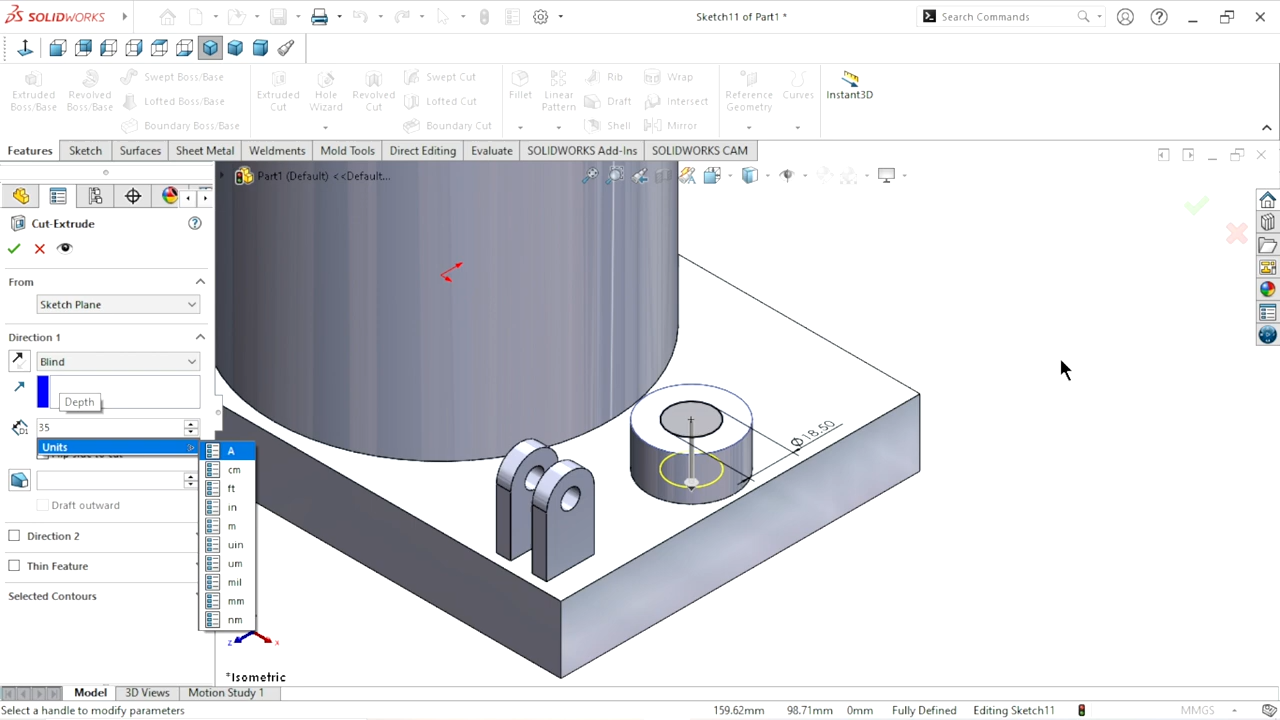 SOLIDWORKS
Sketch11 of Part1 *
Search Commands
Extruded Boss/Base
Revolved Boss/Base
Swept Boss/Base
Lofted Boss/Base
Boundary Boss/Base
Extruded Cut
Hole Wizard
Revolved Cut
Swept Cut
Lofted Cut
Boundary Cut
Fillet
Linear Pattern
Rib
Draft
Shell
Wrap
Intersect
Mirror
Reference Geometry
Curves
Instant3D
Features
Sketch
Surfaces
Sheet Metal
Weldments
Mold Tools
Direct Editing
Evaluate
SOLIDWORKS Add-Ins
SOLIDWORKS CAM
Part1 (Default) <<Default...
Cut-Extrude
From
Sketch Plane
Direction 1
Blind
Depth
35
Units
A
cm
ft
in
m
uin
um
mil
mm
nm
Draft outward
Direction 2
Thin Feature
Selected Contours
Ø18.50
Z
X
*Isometric
Model
3D Views
Motion Study 1
Select a handle to modify parameters
159.62mm
98.71mm
0mm
Fully Defined
Editing Sketch11
MMGS